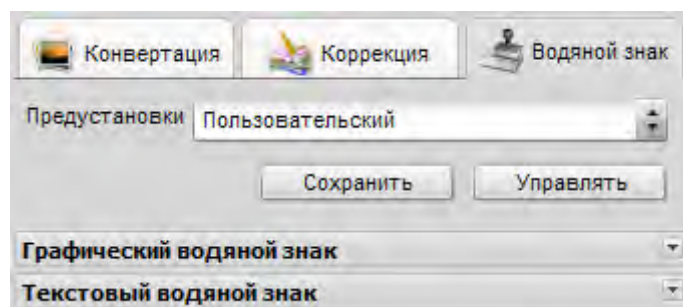 Конвертация Коррекция Водяной знак
Предустановки Пользовательский
Сохранить Управлять
Графический водяной знак
Текстовый водяной знак